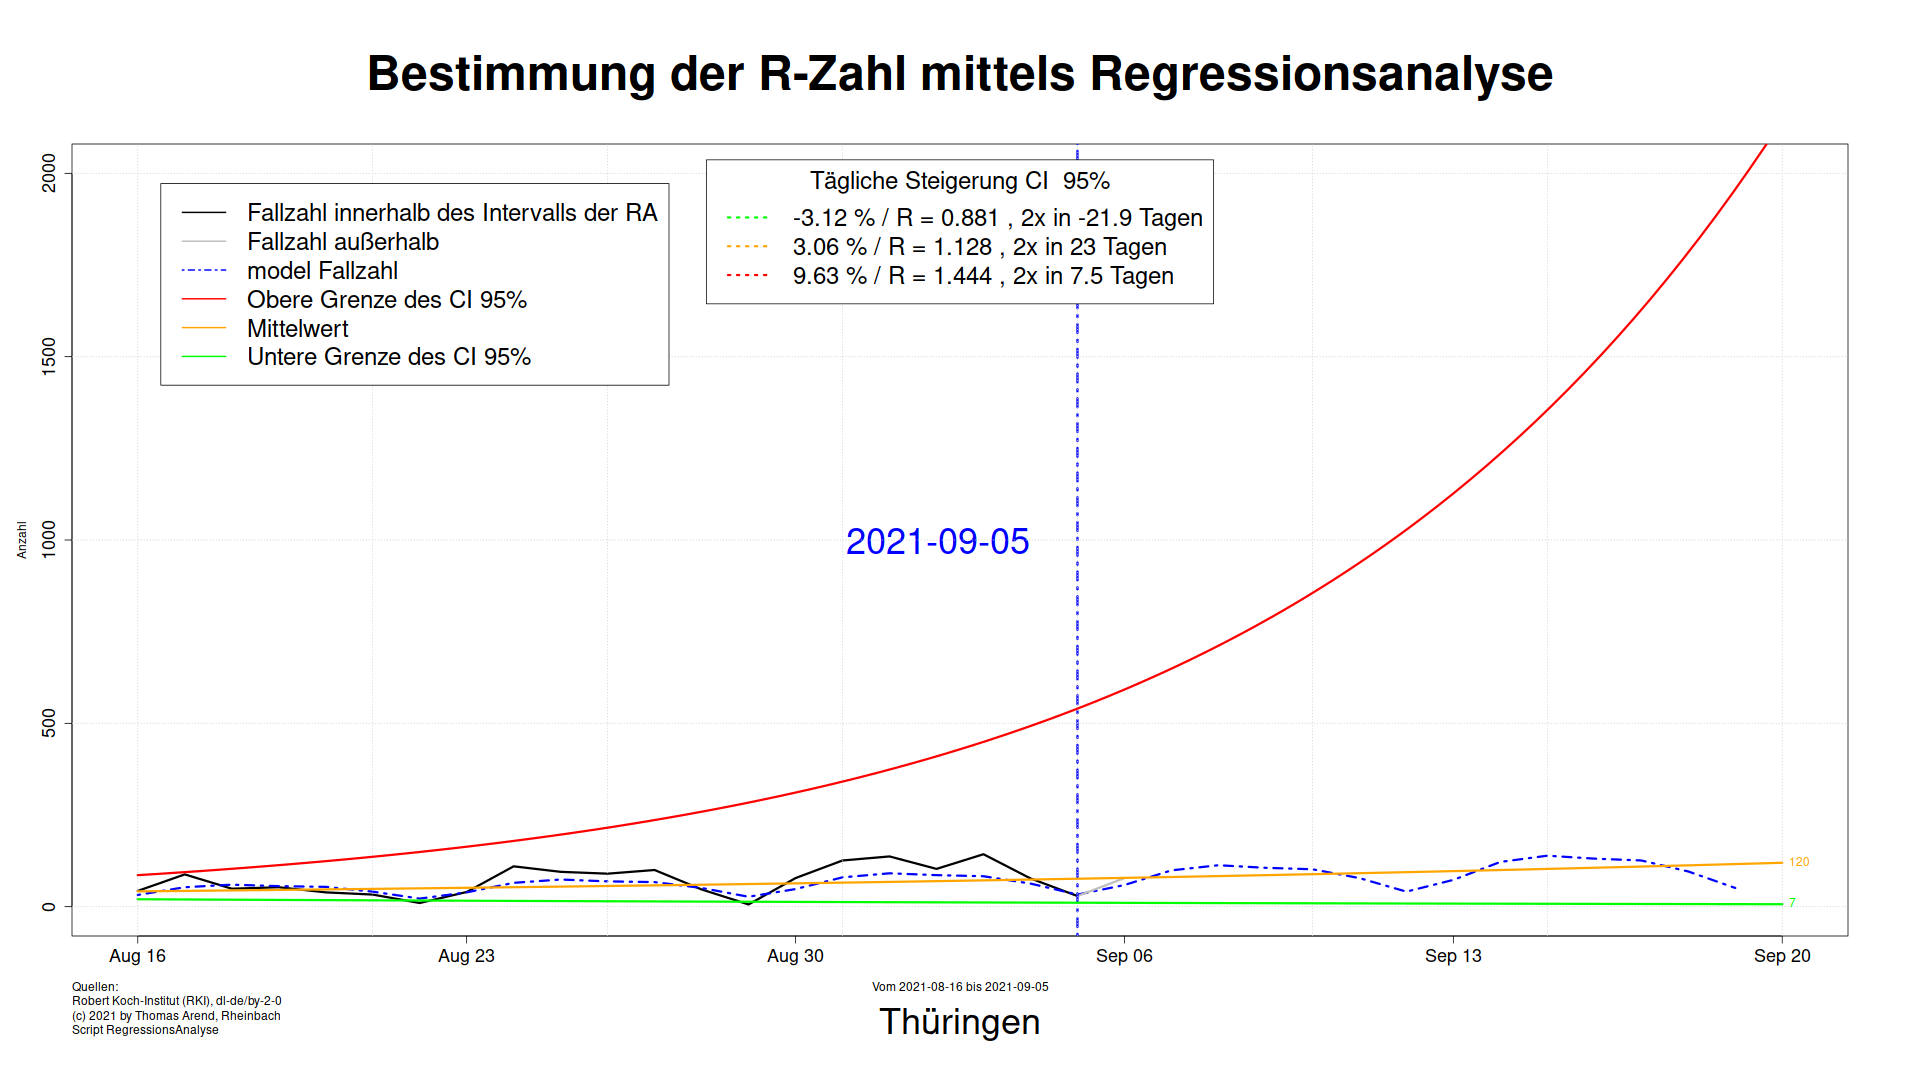 Bestimmung der R-Zahl mittels Regressionsanalyse
Fallzahl innerhalb des Intervalls der RA
Fallzahl außerhalb
model Fallzahl
Obere Grenze des CI 95%
Mittelwert
Untere Grenze des CI 95%
Tägliche Steigerung CI  95%
-3.12 % / R = 0.881 , 2x in -21.9 Tagen
3.06 % / R = 1.128 , 2x in 23 Tagen
9.63 % / R = 1.444 , 2x in 7.5 Tagen
2000
1500
1000
500
0
Anzahl
2021-09-05
120
7
Aug 16
Aug 23
Aug 30
Sep 06
Sep 13
Sep 20
Quellen:
Robert Koch-Institut (RKI), dl-de/by-2-0
(c) 2021 by Thomas Arend, Rheinbach
Script RegressionsAnalyse
Vom 2021-08-16 bis 2021-09-05
Thüringen